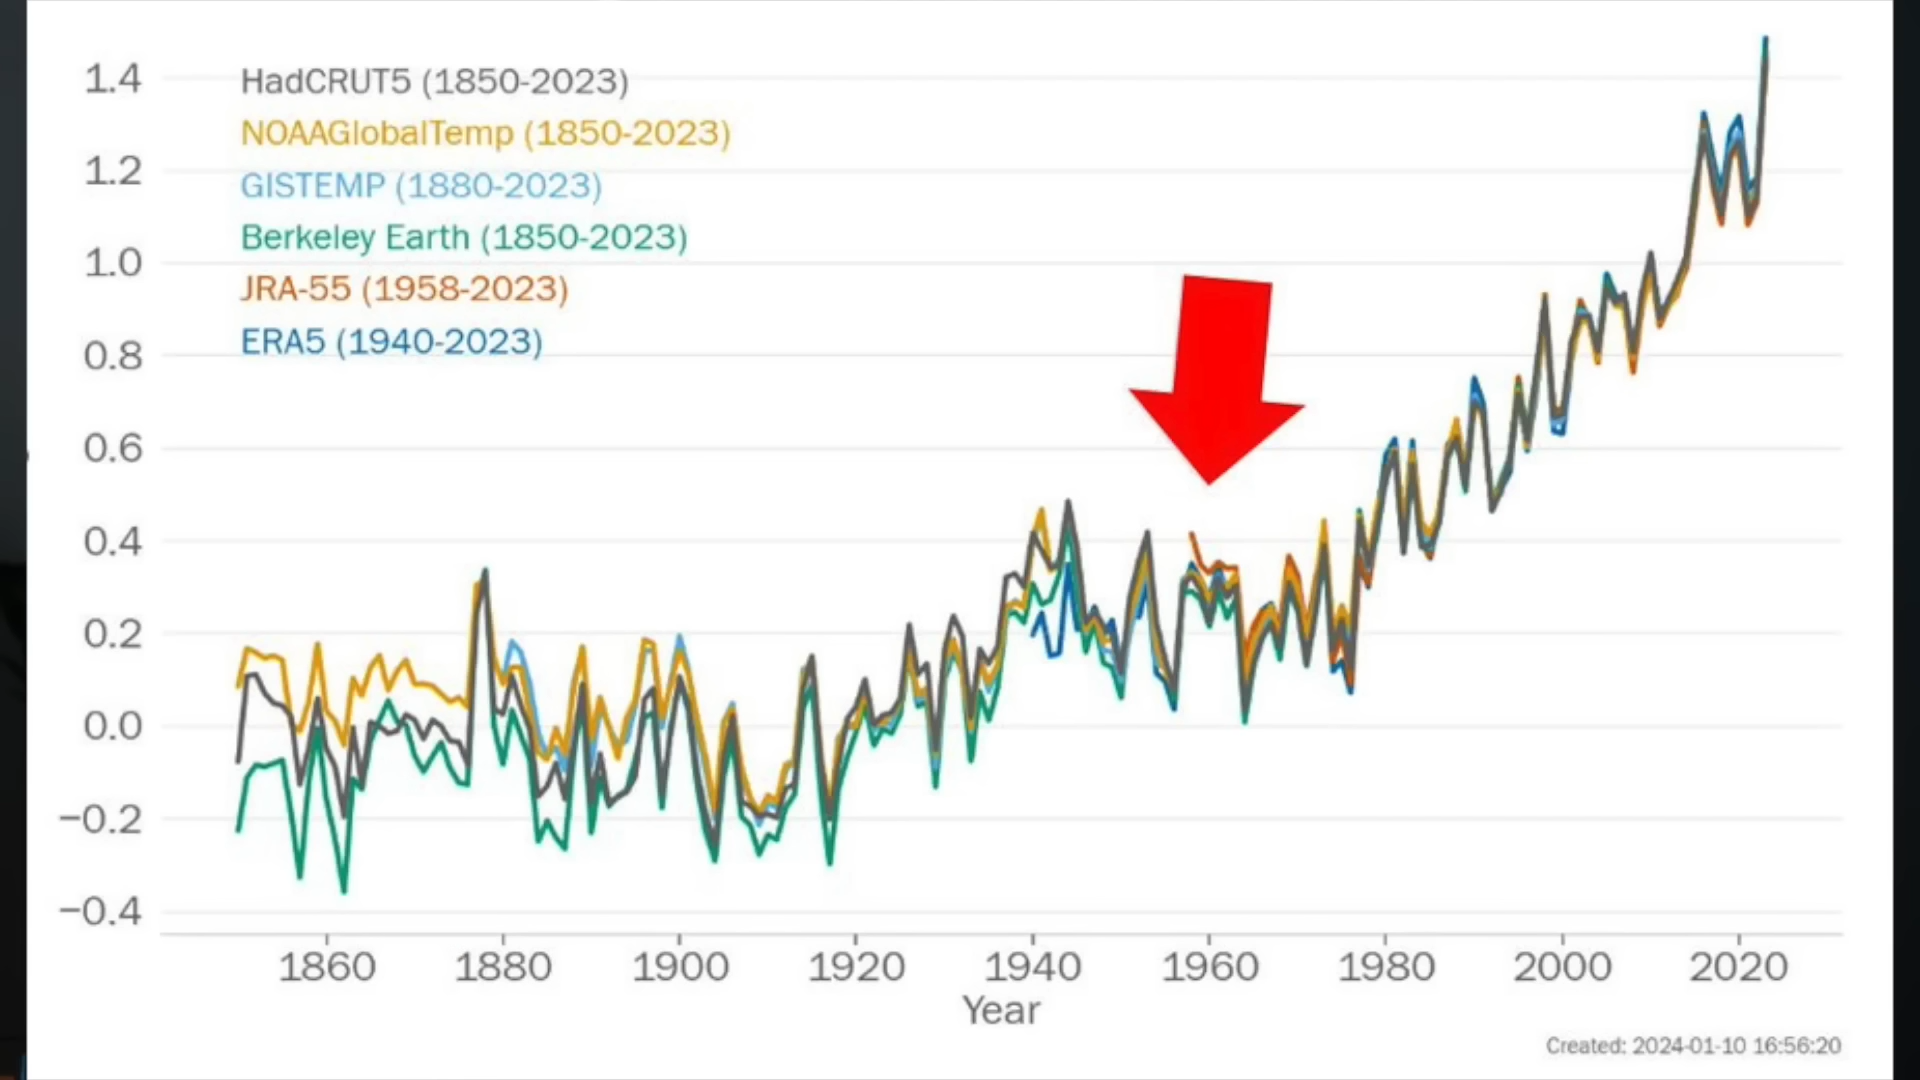 1.4
HadCRUT5 (1850-2023)
NOAAGlobalTemp (1850-2023)
1.2
GISTEMP (1880-2023)
Berkeley Earth (1850-2023)
1.0
JRA-55 (1958-2023)
ERA5 (1940-2023)
0.8
0.6
0.4
0.2
0.0
−0.2
−0.4
1860 1880 1900 1920 1940 1960 1980 2000 2020
Year
Created: 2024-01-10 16:56:20